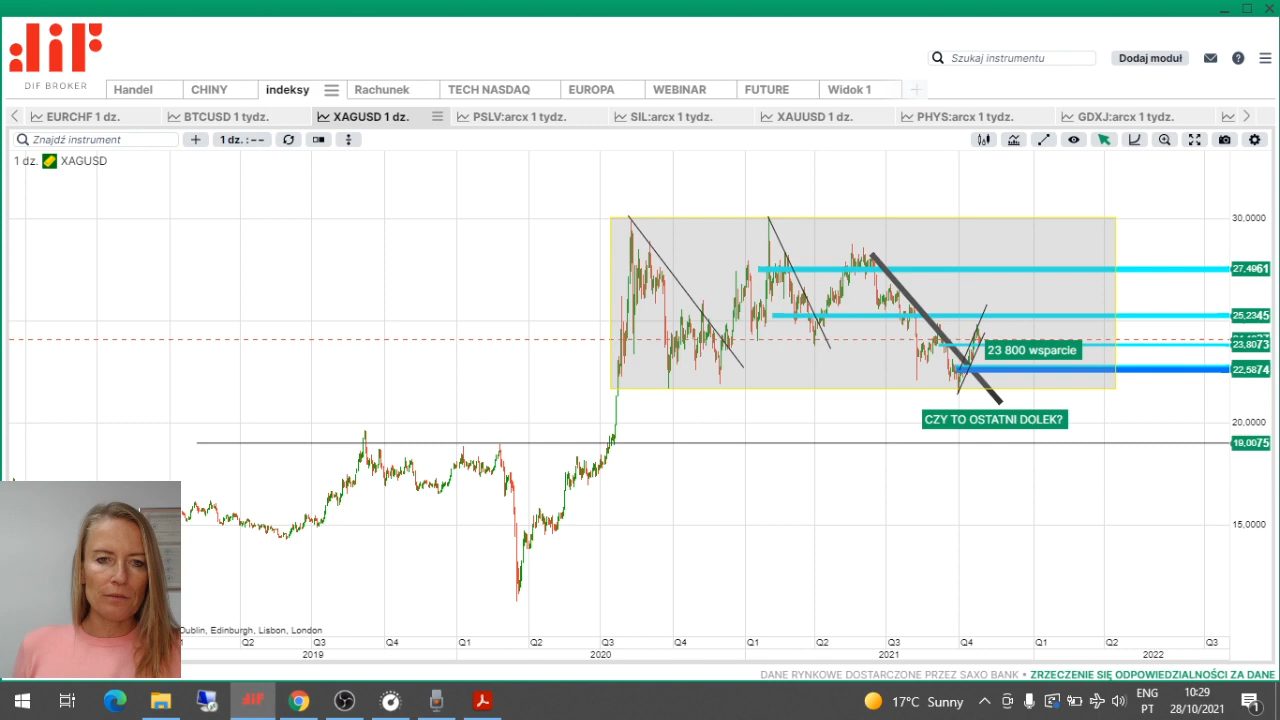 DIF BROKER
Szukaj instrumentu
Dodaj moduł
Handel CHINY indeksy Rachunek TECH NASDAQ EUROPA WEBINAR FUTURE Widok 1
EURCHF 1 dz. BTCUSD 1 tydz. XAGUSD 1 dz. PSLV:arcx 1 tydz. SIL:arcx 1 tydz. XAUUSD 1 dz. PHYS:arcx 1 tydz. GDXJ:arcx 1 tydz.
Znajdź instrument
1 dz. : --
1 dz. XAGUSD
30,0000
27,4961
25,2345
23,8073
23 800 wsparcie
22,5874
CZY TO OSTATNI DOLEK?
20,0000
19,0075
15,0000
Dublin, Edinburgh, Lisbon, London
Q2 Q3 Q4 Q1 Q2 Q3 Q4 Q1 Q2 Q3 Q4 Q1 Q2 Q3
2019 2020 2021 2022
DANE RYNKOWE DOSTARCZONE PRZEZ SAXO BANK • ZRZECZENIE SIĘ ODPOWIEDZIALNOŚCI ZA DANE
dif
17°C Sunny
ENG
PT
10:29
28/10/2021
1